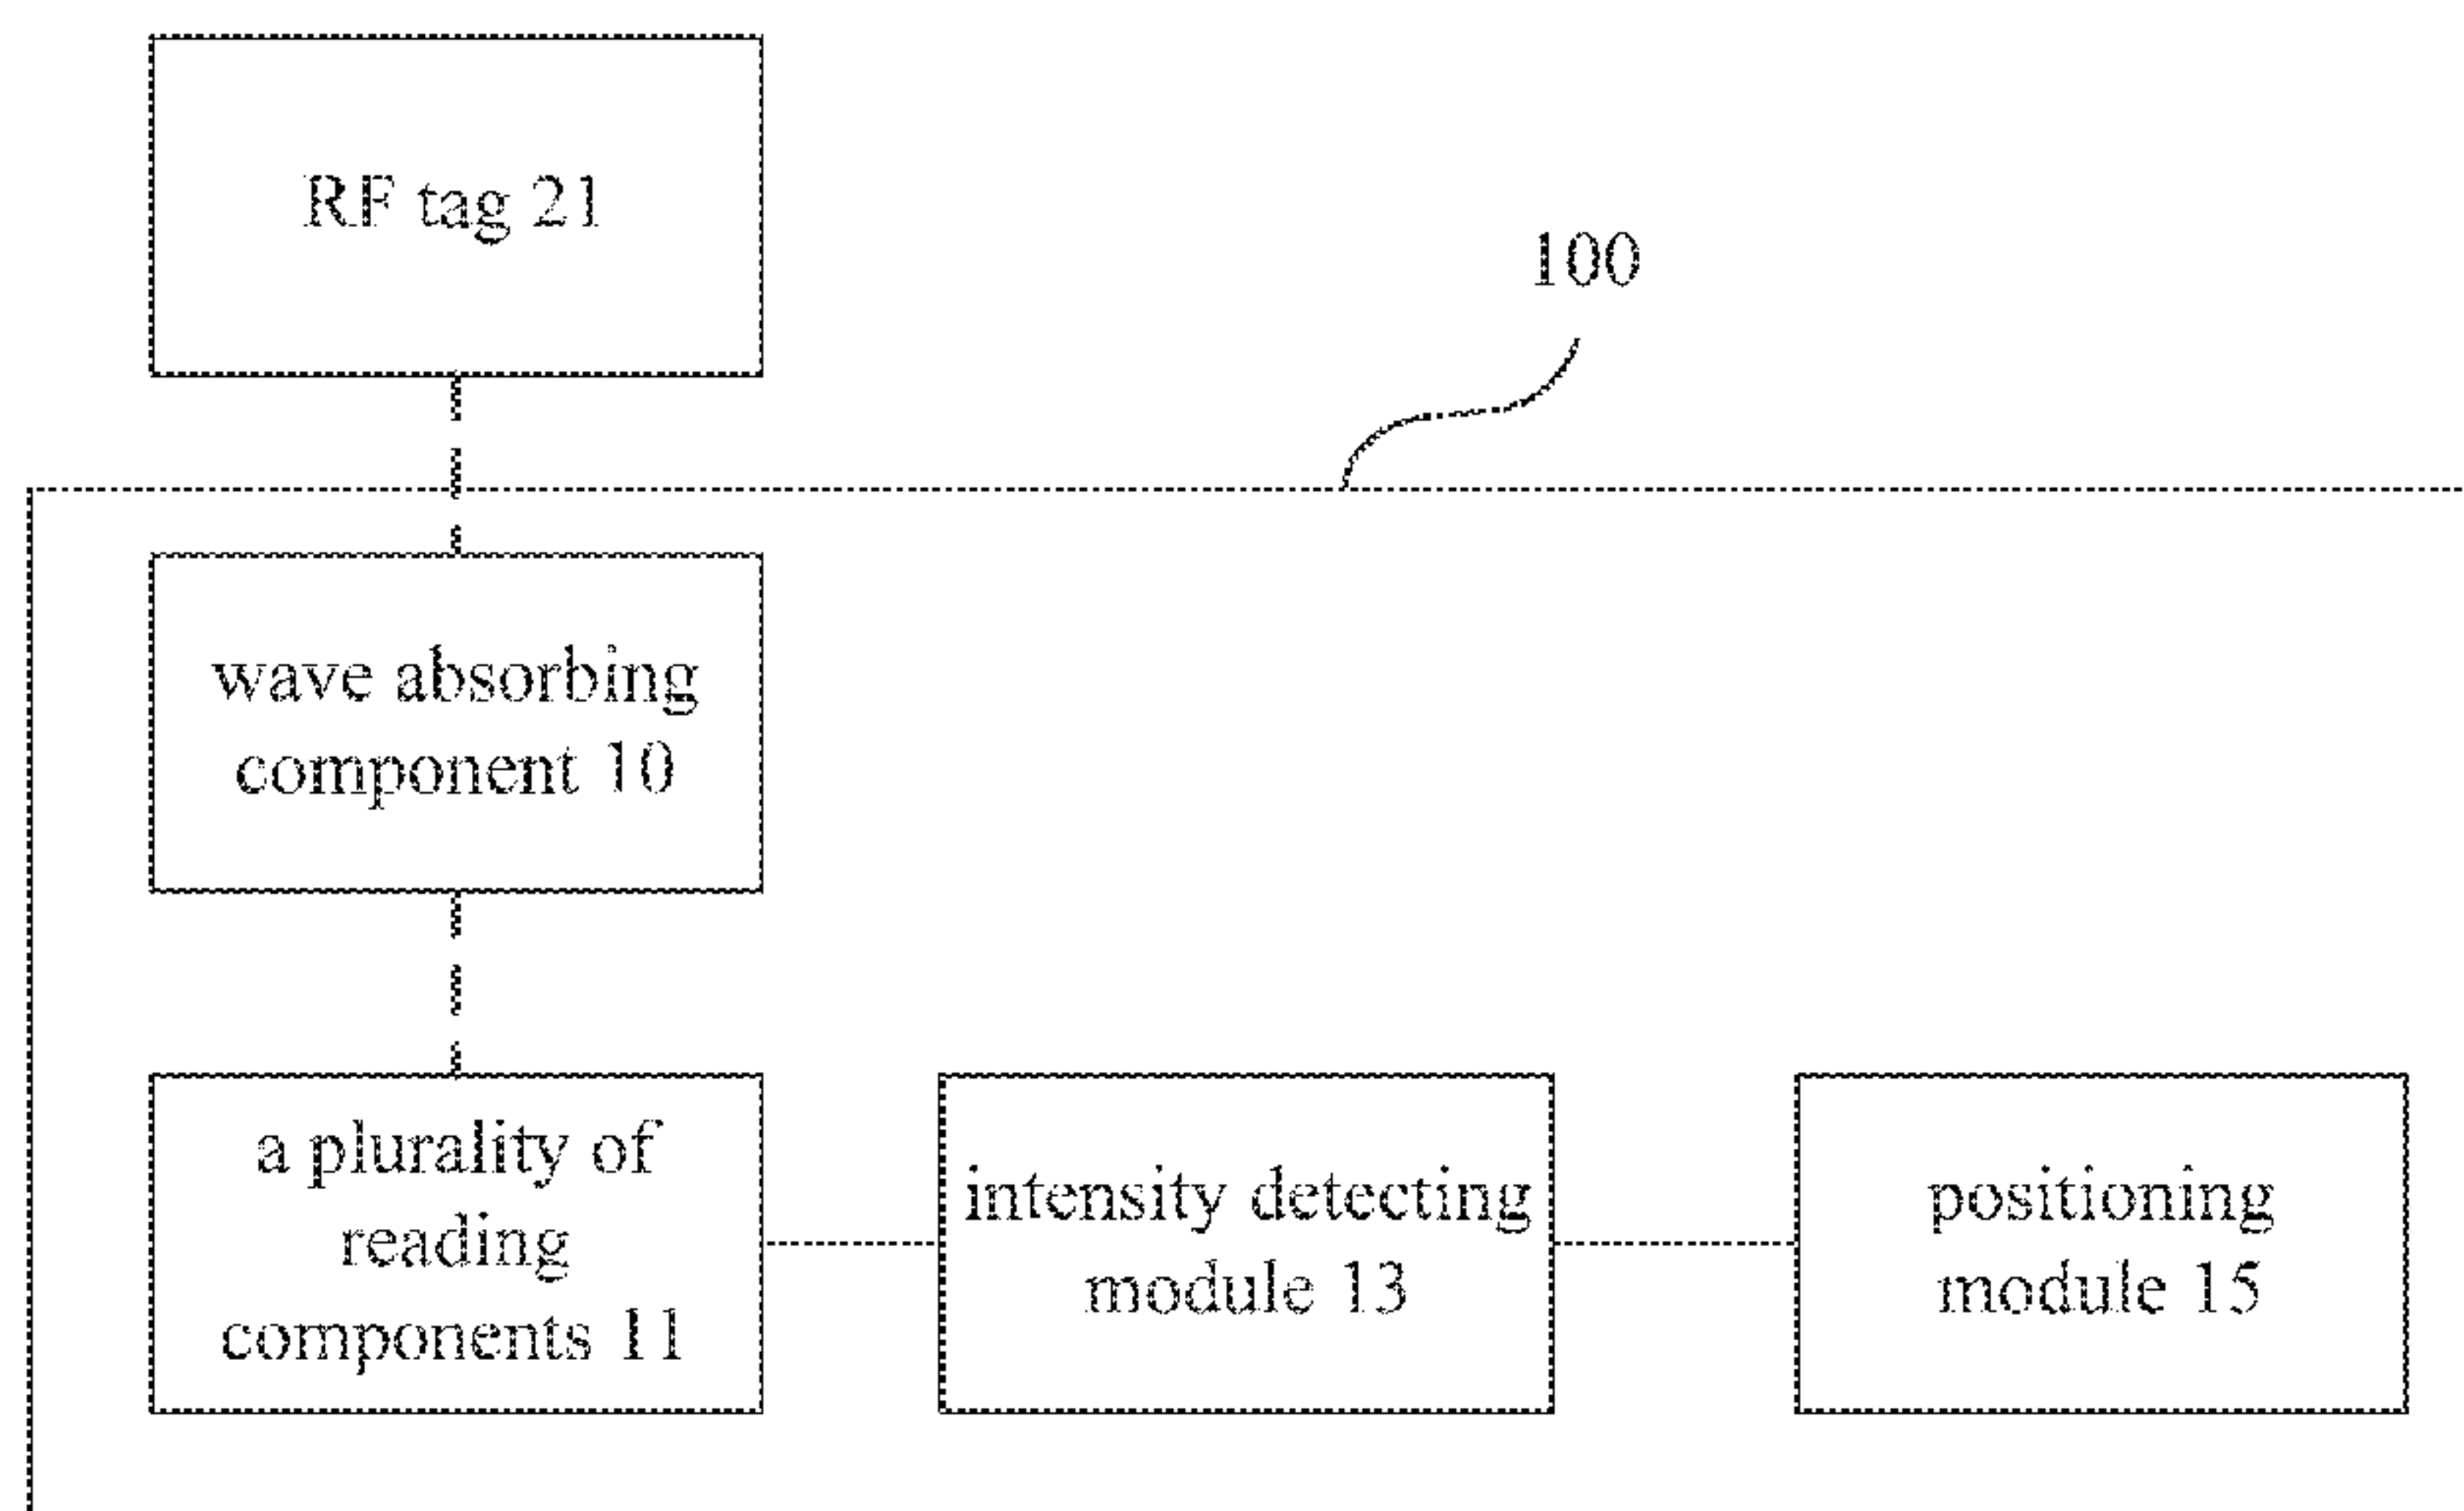 RF tag 21
100
wave absorbing
component 10
a plurality of
reading
components 11
intensity detecting
module 13
positioning
module 15